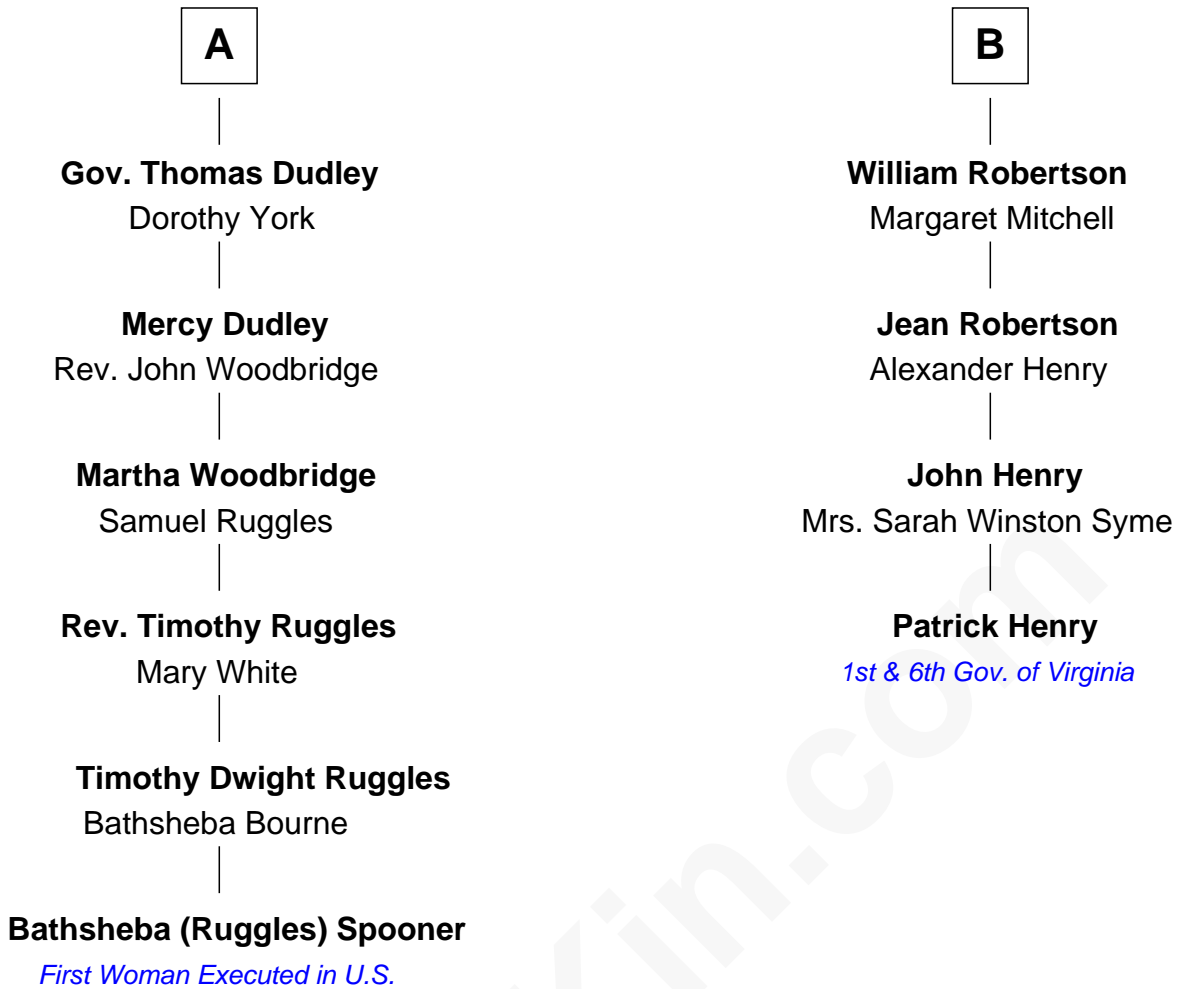 A
Gov. Thomas Dudley
Dorothy York
Mercy Dudley
Rev. John Woodbridge
Martha Woodbridge
Samuel Ruggles
Rev. Timothy Ruggles
Mary White
Timothy Dwight Ruggles
Bathsheba Bourne
Bathsheba (Ruggles) Spooner
First Woman Executed in U.S.
B
William Robertson
Margaret Mitchell
Jean Robertson
Alexander Henry
John Henry
Mrs. Sarah Winston Syme
Patrick Henry
1st & 6th Gov. of Virginia
Kin.com